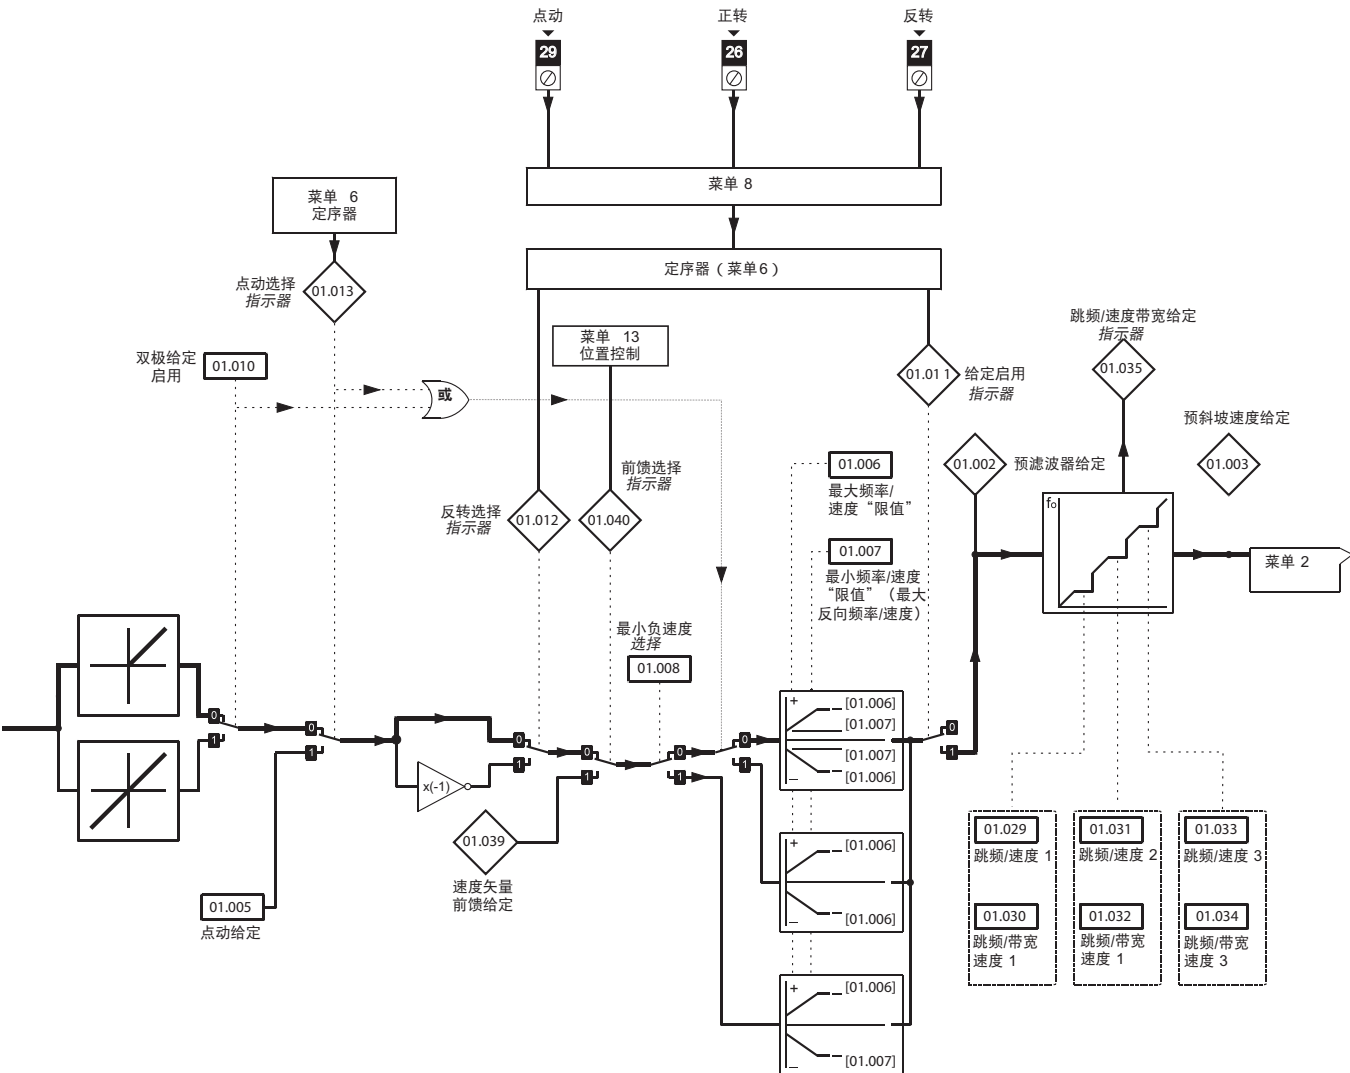 点动
正转
反转
29
26
27
菜单 8
菜单 6
定序器
定序器（菜单6）
点动选择
指示器
01.013
菜单 13
位置控制
跳频/速度带宽给定
指示器
01.035
双极给定
启用
01.010
或
01.011
给定启用
指示器
预斜坡速度给定
01.003
01.002
预滤波器给定
01.006
最大频率/
速度“限值”
前馈选择
指示器
反转选择
指示器
01.012
01.040
01.007
最小频率/速度
“限值”（最大
反向频率/速度）
fo
菜单 2
最小负速度
选择
01.008
0
1
0
1
x(-1)
0
1
0
1
0
1
0
1
+
[01.006]
[01.007]
[01.007]
[01.006]
–
0
1
01.039
速度矢量
前馈给定
01.005
点动给定
+
[01.006]
[01.006]
–
+
[01.006]
[01.007]
–
01.029
跳频/速度 1
01.030
跳频/带宽
速度 1
01.031
跳频/速度 2
01.032
跳频/带宽
速度 1
01.033
跳频/速度 3
01.034
跳频/带宽
速度 3